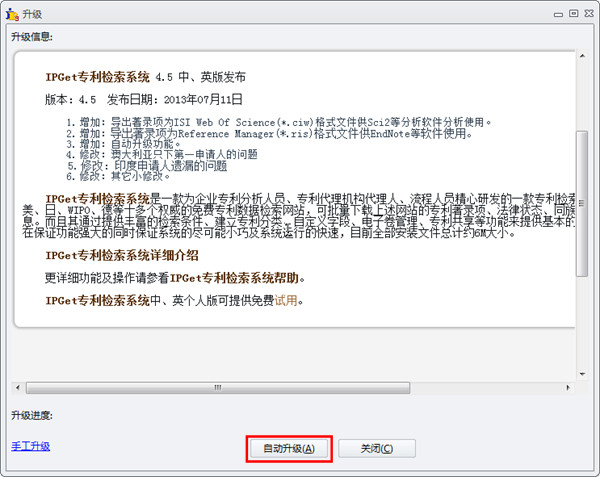 升级
升级信息:
IPGet专利检索系统 4.5 中、英版发布
版本：4.5 发布日期：2013年07月11日
1. 增加：导出著录项为ISI Web Of Science(*.ciw)格式文件供Sci2等分析软件分析使用。
2. 增加：导出著录项为Reference Manager(*.ris)格式文件供EndNote等软件使用。
3. 增加：自动升级功能。
4. 修改：澳大利亚只下第一申请人的问题
5. 修改：印度申请人遗漏的问题
6. 修改：其它小修改。
IPGet专利检索系统是一款为企业专利分析人员、专利代理机构代理人、流程人员精心研发的一款专利检索
美、日、WIPO、德等十多个权威的免费专利数据检索网站，可批量下载上述网站的专利著录项、法律状态、同族
息。而且其通过提供丰富的检索条件、建立专利分类、自定义字段、电子卷管理、专利共享等功能来提供基本的
在保证功能强大的同时保证系统的尽可能小巧及系统运行的快速，目前全部安装文件总计约6M大小。
IPGet专利检索系统详细介绍
更详细功能及操作请参看IPGet专利检索系统帮助。
IPGet专利检索系统中、英个人版可提供免费试用。
升级进度:
手工升级
自动升级(A)
关闭(C)